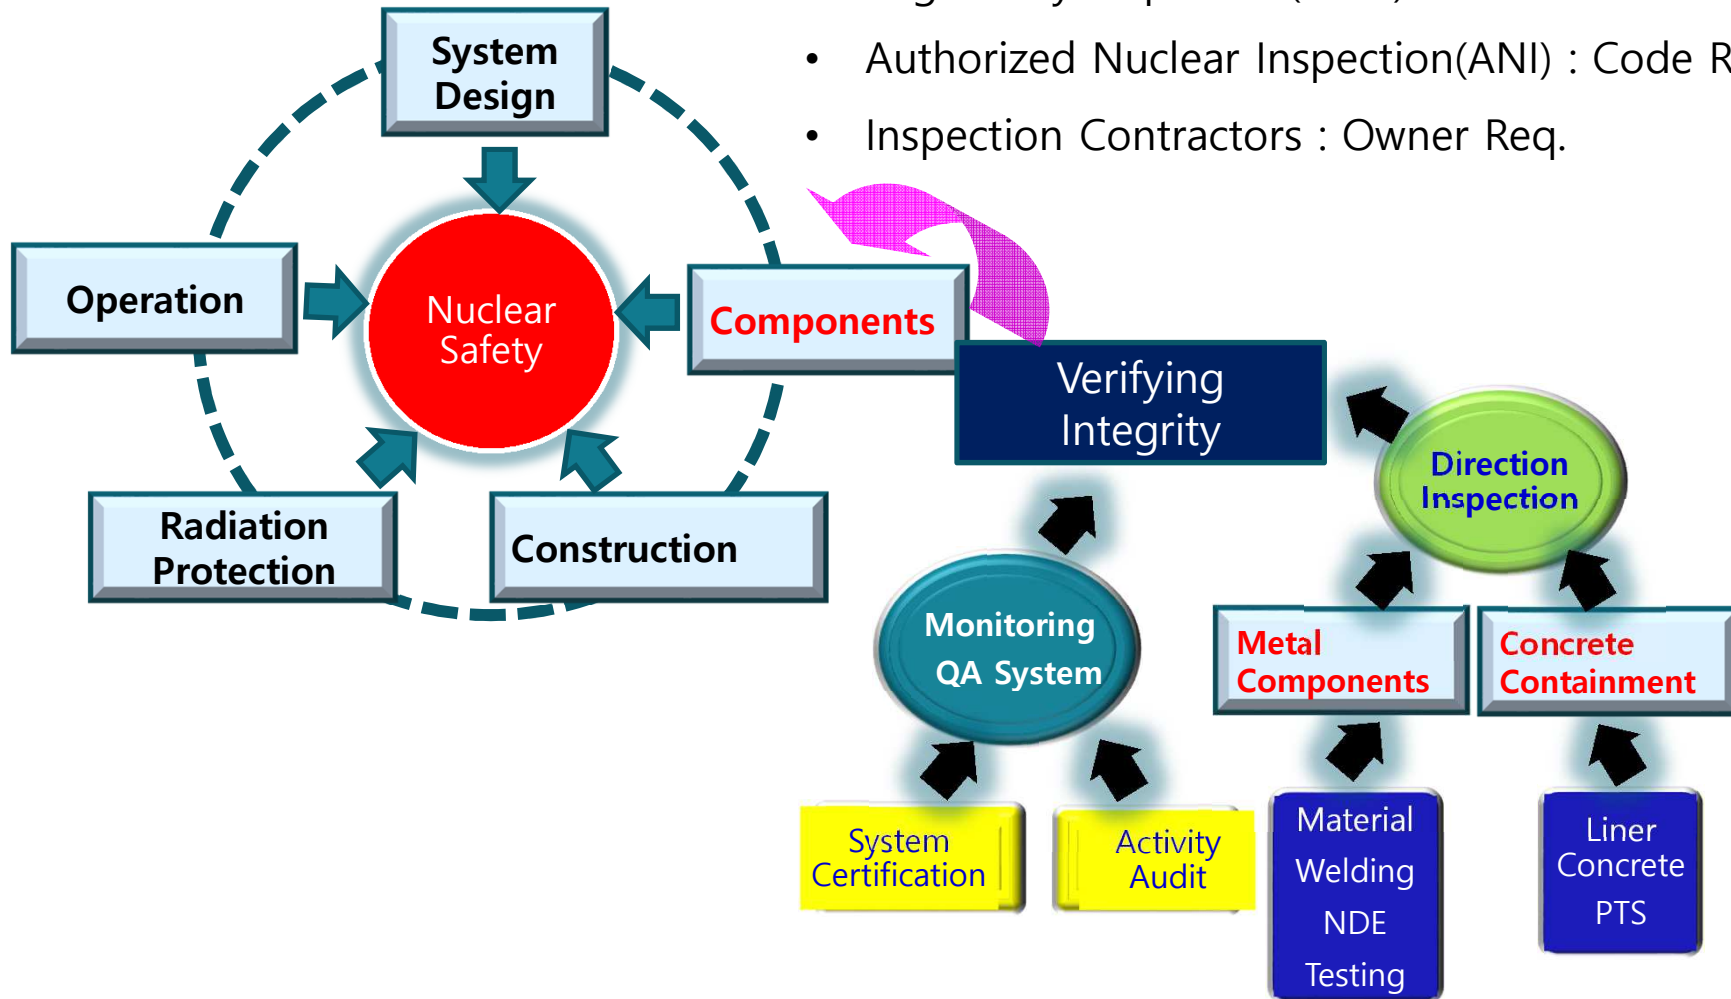 • Authorized Nuclear Inspection(ANI) : Code R
• Inspection Contractors : Owner Req.
System
Design
Operation
Nuclear
Safety
Components
Radiation
Protection
Construction
Verifying
Integrity
Direction
Inspection
Monitoring
QA System
Metal
Components
Concrete
Containment
System
Certification
Activity
Audit
Material
Welding
NDE
Testing
Liner
Concrete
PTS